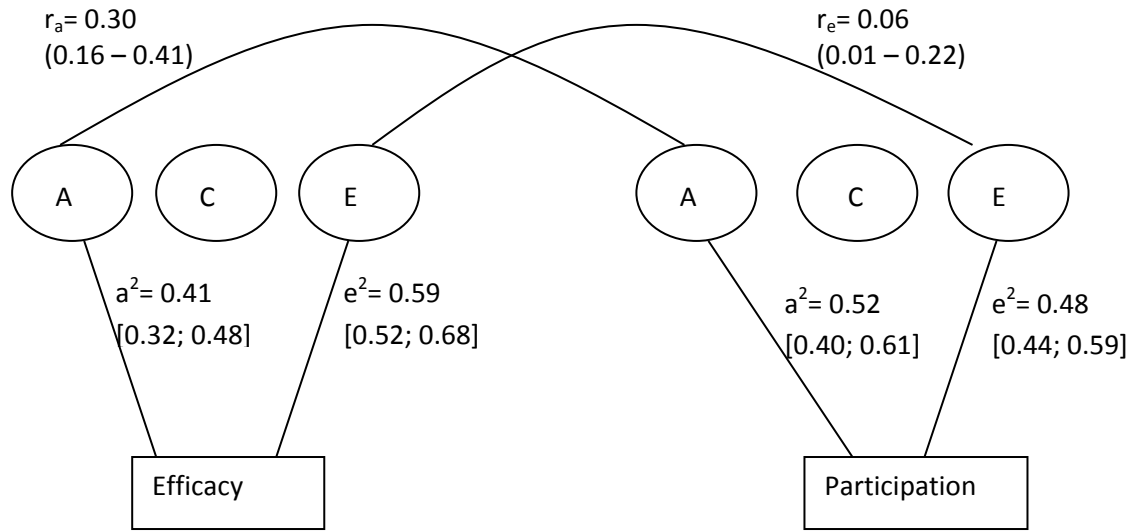 rₐ= 0.30
(0.16 – 0.41)
rₑ= 0.06
(0.01 – 0.22)
A
C
E
A
C
E
a²= 0.41
[0.32; 0.48]
e²= 0.59
[0.52; 0.68]
a²= 0.52
[0.40; 0.61]
e²= 0.48
[0.44; 0.59]
Efficacy
Participation